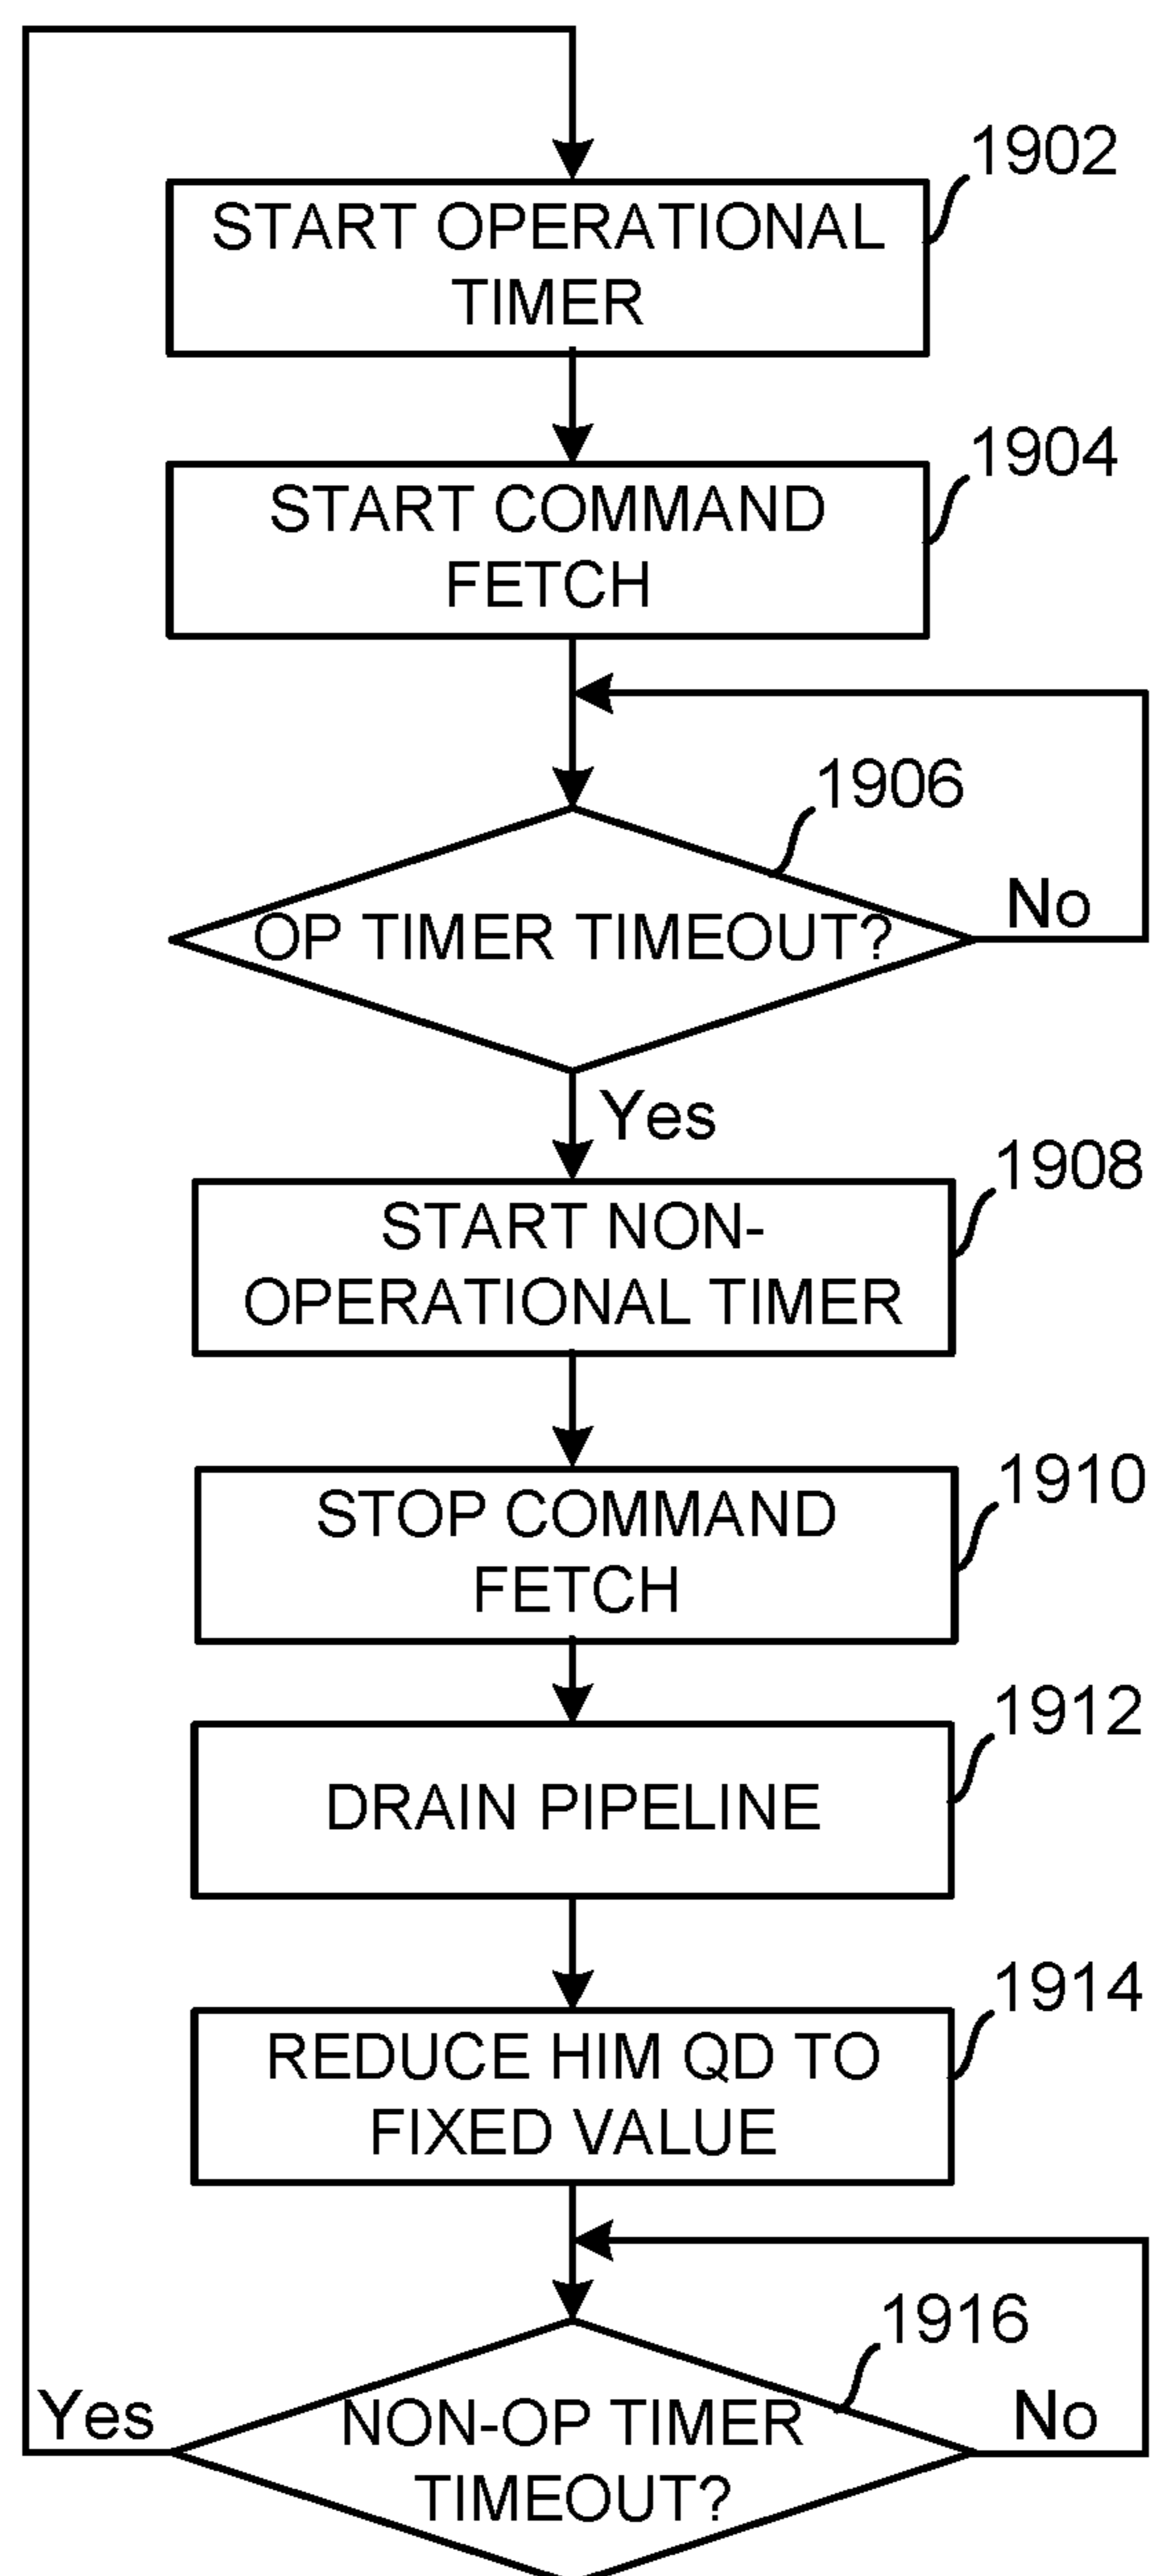 1902
START OPERATIONAL
TIMER
1904
START COMMAND
FETCH
1906
OP TIMER TIMEOUT?
No
Yes
1908
START NON-
OPERATIONAL TIMER
1910
STOP COMMAND
FETCH
1912
DRAIN PIPELINE
1914
REDUCE HIM QD TO
FIXED VALUE
1916
Yes
NON-OP TIMER
TIMEOUT?
No